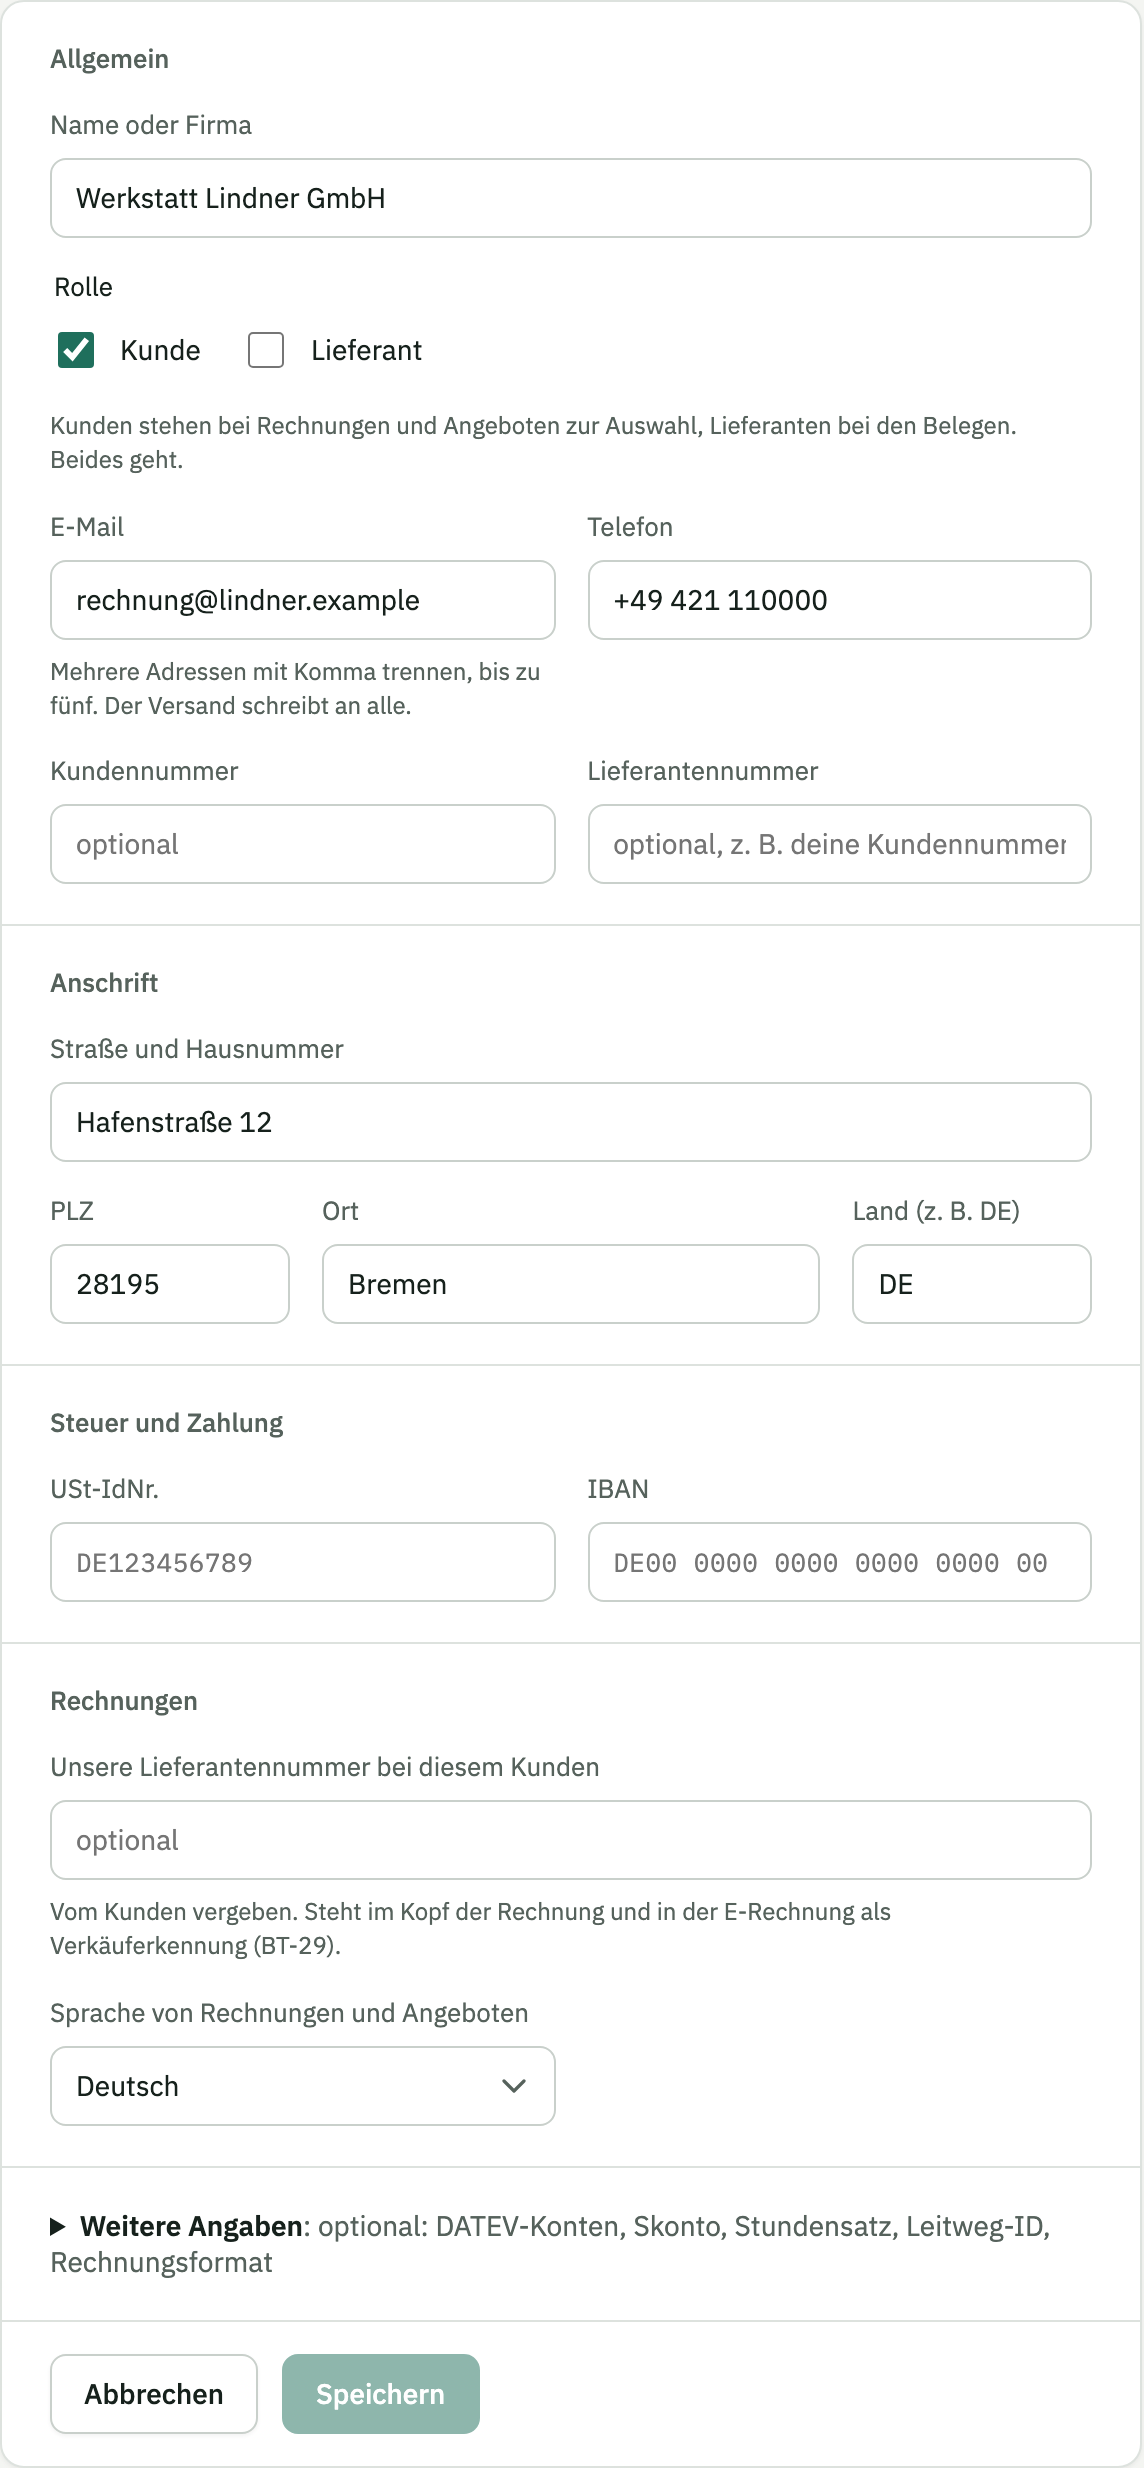 Allgemein
Name oder Firma
Werkstatt Lindner GmbH
Rolle
Kunde Lieferant
Kunden stehen bei Rechnungen und Angeboten zur Auswahl, Lieferanten bei den Belegen.
Beides geht.
E-Mail Telefon
rechnung@lindner.example +49 421 110000
Mehrere Adressen mit Komma trennen, bis zu
fünf. Der Versand schreibt an alle.
Kundennummer Lieferantennummer
optional optional, z. B. deine Kundennummer
Anschrift
Straße und Hausnummer
Hafenstraße 12
PLZ Ort Land (z. B. DE)
28195 Bremen DE
Steuer und Zahlung
USt-IdNr. IBAN
DE123456789 DE00 0000 0000 0000 0000 00
Rechnungen
Unsere Lieferantennummer bei diesem Kunden
optional
Vom Kunden vergeben. Steht im Kopf der Rechnung und in der E-Rechnung als
Verkäuferkennung (BT-29).
Sprache von Rechnungen und Angeboten
Deutsch
Weitere Angaben: optional: DATEV-Konten, Skonto, Stundensatz, Leitweg-ID,
Rechnungsformat
Abbrechen Speichern